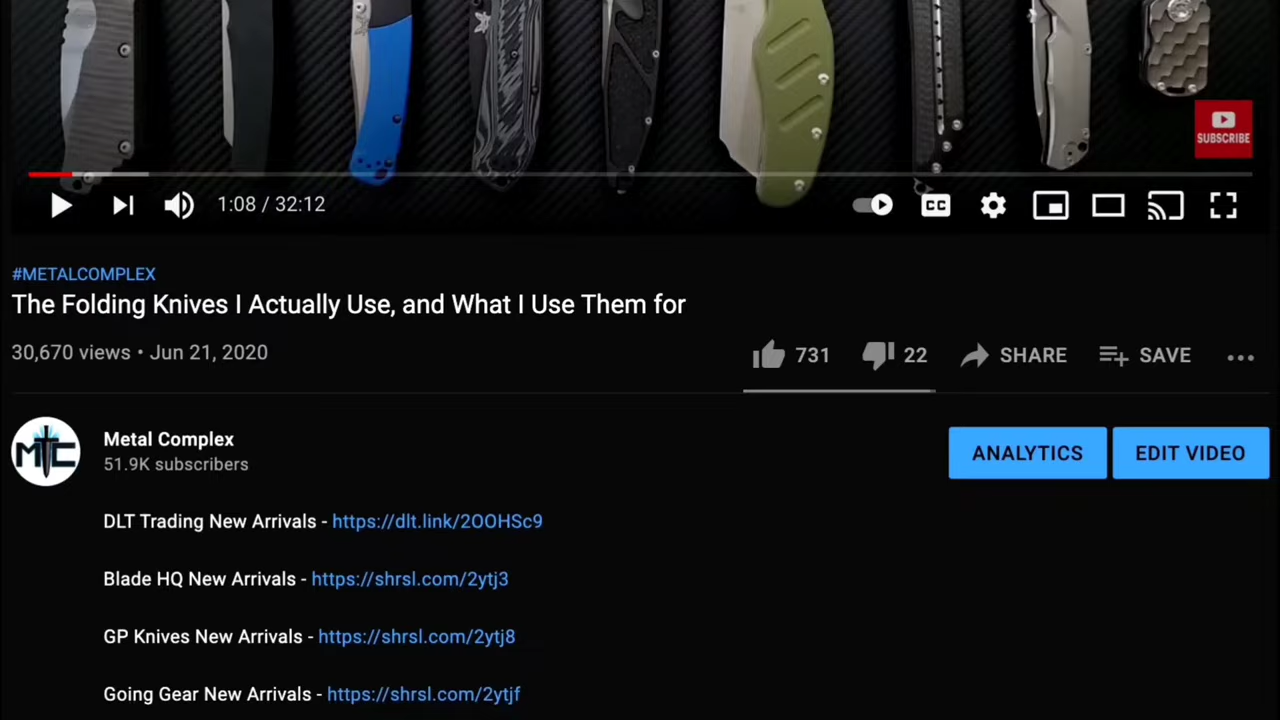 SUBSCRIBE
1:08 / 32:12
CC
#METALCOMPLEX
The Folding Knives I Actually Use, and What I Use Them for
30,670 views • Jun 21, 2020
731 22 SHARE SAVE
MTC
Metal Complex
51.9K subscribers
ANALYTICS EDIT VIDEO
DLT Trading New Arrivals - https://dlt.link/2OOHSc9
Blade HQ New Arrivals - https://shrsl.com/2ytj3
GP Knives New Arrivals - https://shrsl.com/2ytj8
Going Gear New Arrivals - https://shrsl.com/2ytjf